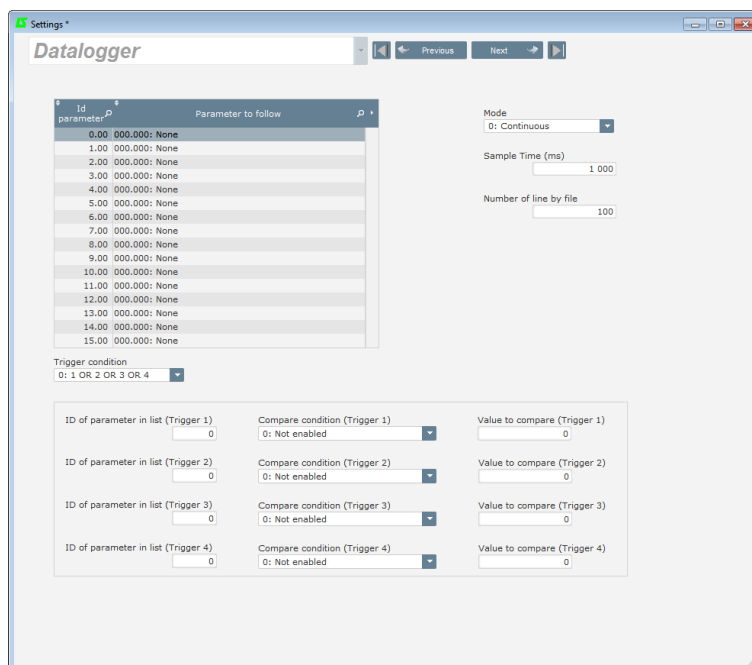 Settings *
Datalogger
Previous
Next
Id parameter
Parameter to follow
0.00 000.000: None
1.00 000.000: None
2.00 000.000: None
3.00 000.000: None
4.00 000.000: None
5.00 000.000: None
6.00 000.000: None
7.00 000.000: None
8.00 000.000: None
9.00 000.000: None
10.00 000.000: None
11.00 000.000: None
12.00 000.000: None
13.00 000.000: None
14.00 000.000: None
15.00 000.000: None
Mode
0: Continuous
Sample Time (ms)
1 000
Number of line by file
100
Trigger condition
0: 1 OR 2 OR 3 OR 4
ID of parameter in list (Trigger 1) Compare condition (Trigger 1) Value to compare (Trigger 1)
0 0: Not enabled 0
ID of parameter in list (Trigger 2) Compare condition (Trigger 2) Value to compare (Trigger 2)
0 0: Not enabled 0
ID of parameter in list (Trigger 3) Compare condition (Trigger 3) Value to compare (Trigger 3)
0 0: Not enabled 0
ID of parameter in list (Trigger 4) Compare condition (Trigger 4) Value to compare (Trigger 4)
0 0: Not enabled 0